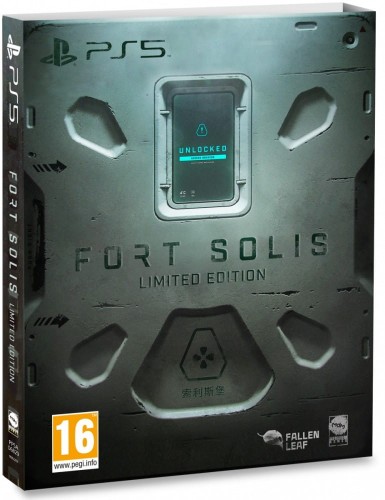 PS5
UNLOCKED
FORT SOLIS
LIMITED EDITION
索利斯堡
16
www.pegi.info
FALLEN
LEAF
PS5
FORT SOLIS
LIMITED EDITION